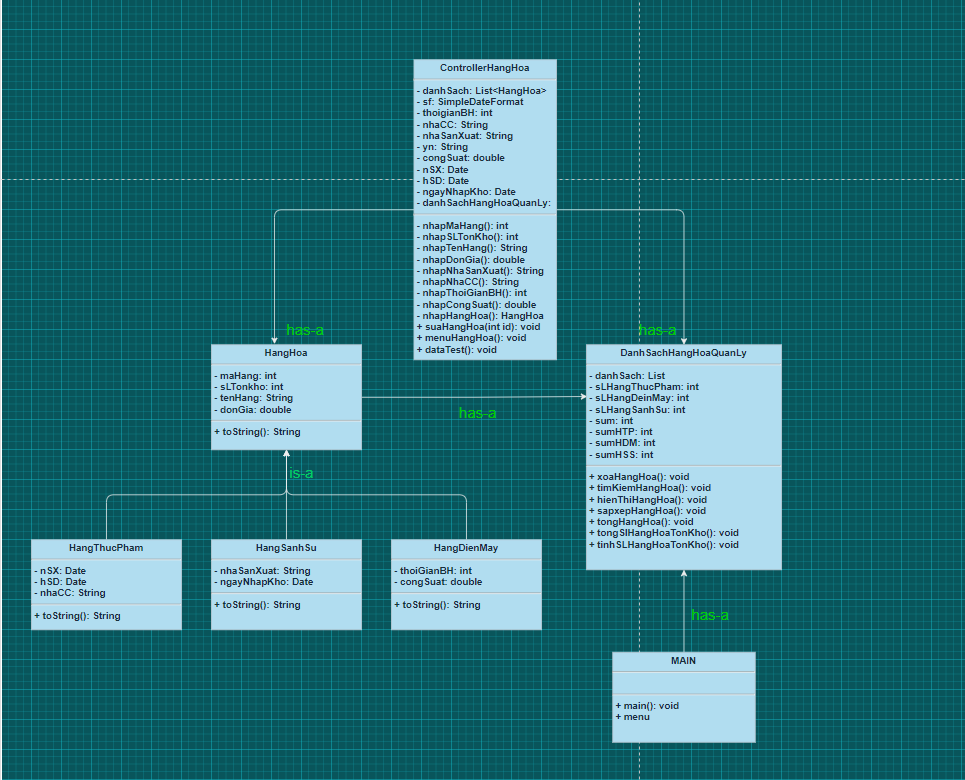 ControllerHangHoa
- danhSach: List<HangHoa>
- sf: SimpleDateFormat
- thoigianBH: int
- nhaCC: String
- nhaSanXuat: String
- yn: String
- congSuat: double
- nSX: Date
- hSD: Date
- ngayNhapKho: Date
- danhSachHangHoaQuanLy:
- nhapMaHang(): int
- nhapSLTonKho(): int
- nhapTenHang(): String
- nhapDonGia(): double
- nhapNhaSanXuat(): String
- nhapNhaCC(): String
- nhapThoiGianBH(): int
- nhapCongSuat(): double
- nhapHangHoa(): HangHoa
+ suaHangHoa(int id): void
+ menuHangHoa(): void
+ dataTest(): void
has-a
has-a
HangHoa
- maHang: int
- sLTonkho: int
- tenHang: String
- donGia: double
+ toString(): String
has-a
DanhSachHangHoaQuanLy
- danhSach: List
- sLHangThucPham: int
- sLHangDeinMay: int
- sLHangSanhSu: int
- sum: int
- sumHTP: int
- sumHDM: int
- sumHSS: int
+ xoaHangHoa(): void
+ timKiemHangHoa(): void
+ hienThiHangHoa(): void
+ sapxepHangHoa(): void
+ tongHangHoa(): void
+ tongSlHangHoaTonKho(): void
+ tinhSLHangHoaTonKho(): void
is-a
HangThucPham
- nSX: Date
- hSD: Date
- nhaCC: String
+ toString(): String
HangSanhSu
- nhaSanXuat: String
- ngayNhapKho: Date
+ toString(): String
HangDienMay
- thoiGianBH: int
- congSuat: double
+ toString(): String
has-a
MAIN
+ main(): void
+ menu